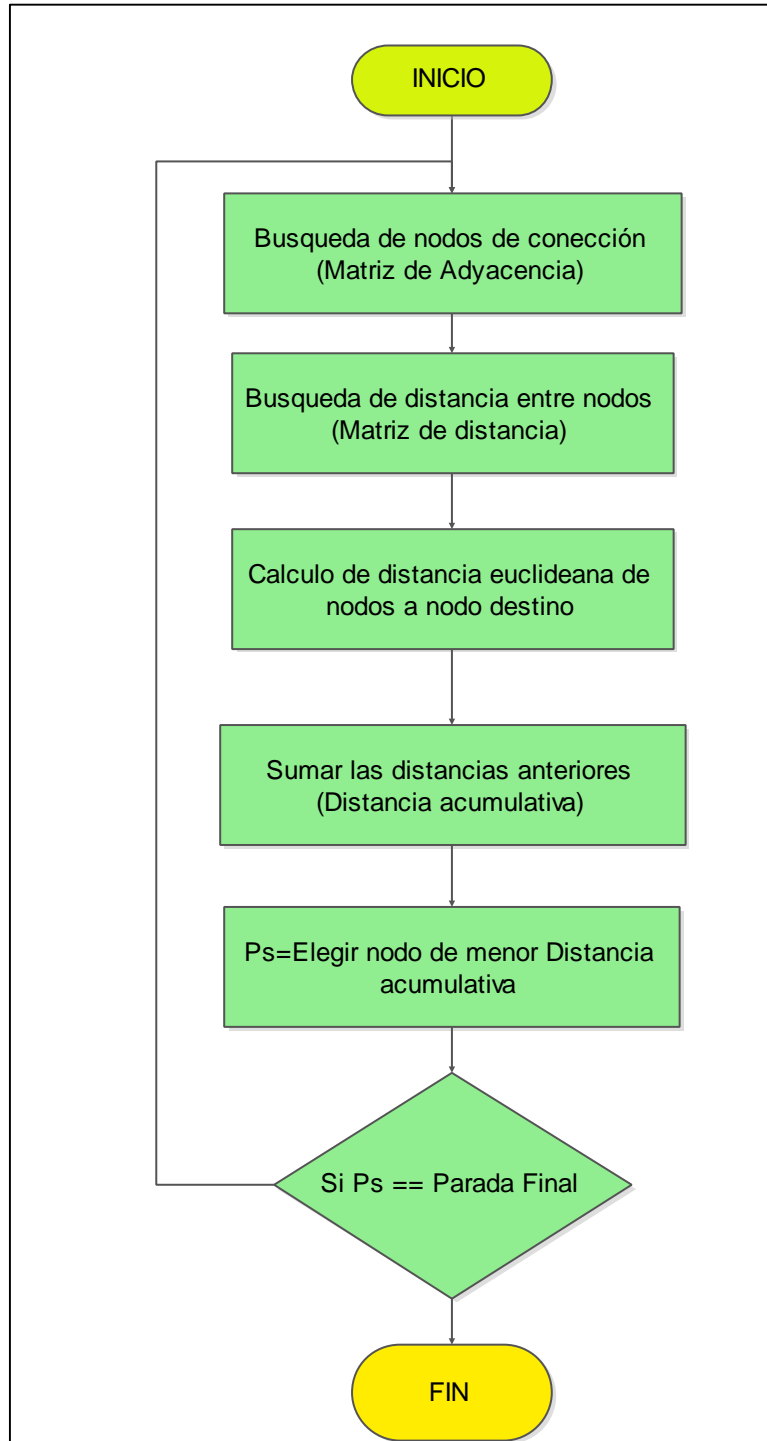 INICIO
Busqueda de nodos de conección
(Matriz de Adyacencia)
Busqueda de distancia entre nodos
(Matriz de distancia)
Calculo de distancia euclideana de
nodos a nodo destino
Sumar las distancias anteriores
(Distancia acumulativa)
Ps=Elegir nodo de menor Distancia
acumulativa
Si Ps == Parada Final
FIN